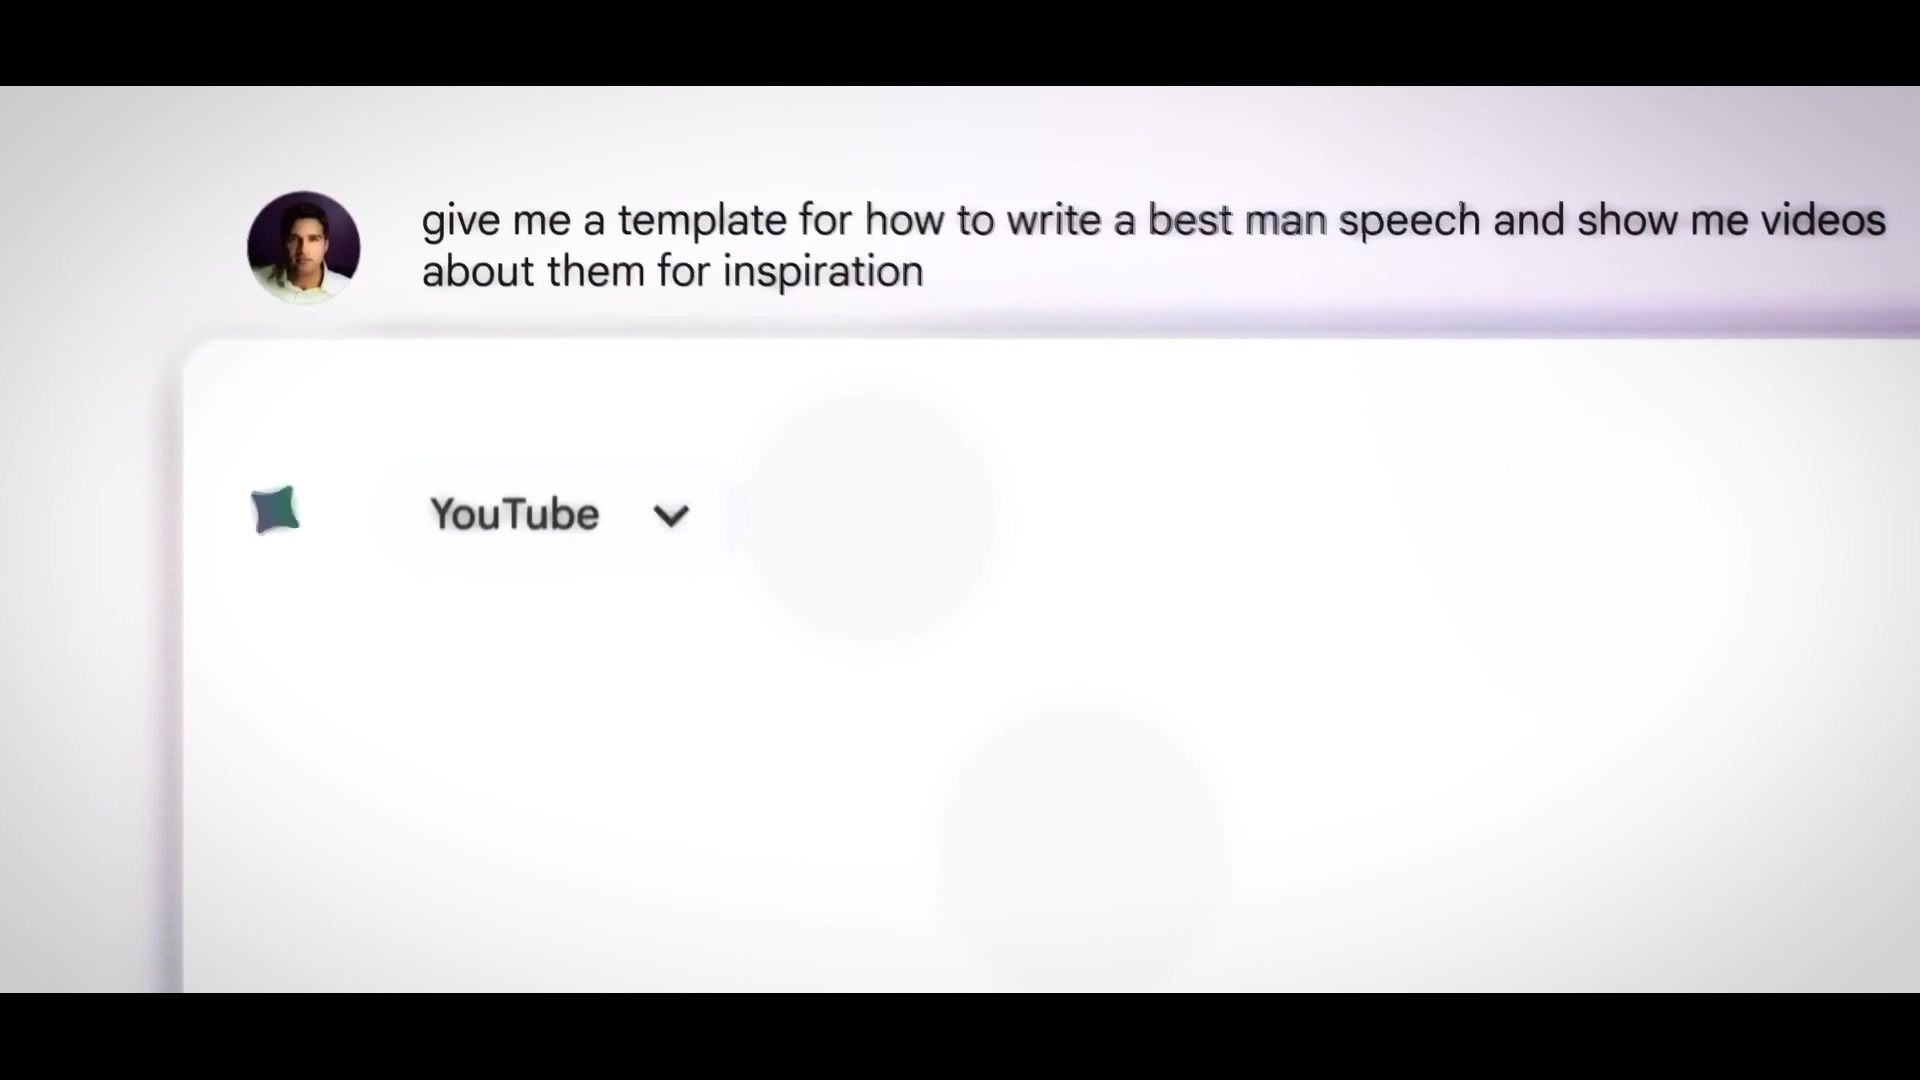 give me a template for how to write a best man speech and show me videos
about them for inspiration
YouTube